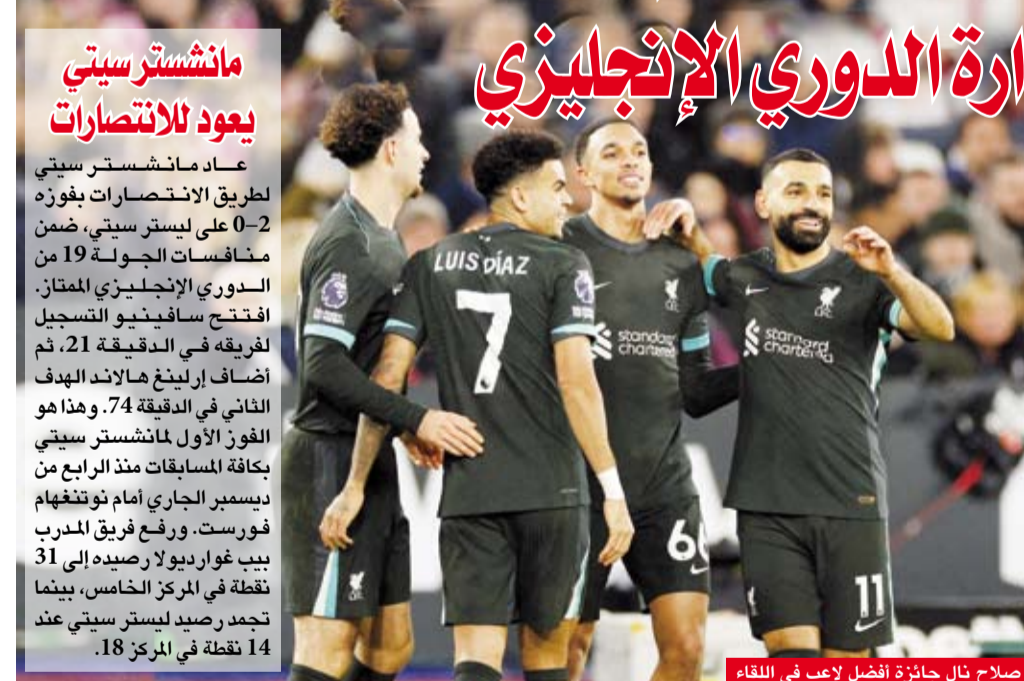 ارة الدوري الإنجليزي
مانشستر سيتي
يعود للانتصارات
عاد مانشستر سيتي
لطريق الانتصارات بفوزه
2-0 على ليستر سيتي، ضمن
منافسات الجولة 19 من
الدوري الإنجليزي الممتاز.
افتتح سافينيو التسجيل
لفريقه في الدقيقة 21، ثم
أضاف إرلينغ هالاند الهدف
الثاني في الدقيقة 74. وهذا هو
الفوز الأول لمانشستر سيتي
بكافة المسابقات منذ الرابع من
ديسمبر الجاري أمام نوتنغهام
فورست. ورفع فريق المدرب
بيب غوارديولا رصيده إلى 31
نقطة في المركز الخامس، بينما
تجمد رصيد ليستر سيتي عند
14 نقطة في المركز 18.
LUIS DÍAZ
7
standard
chartered
standard
chartered
66
11
صلاح نال جائزة أفضل لاعب في اللقاء